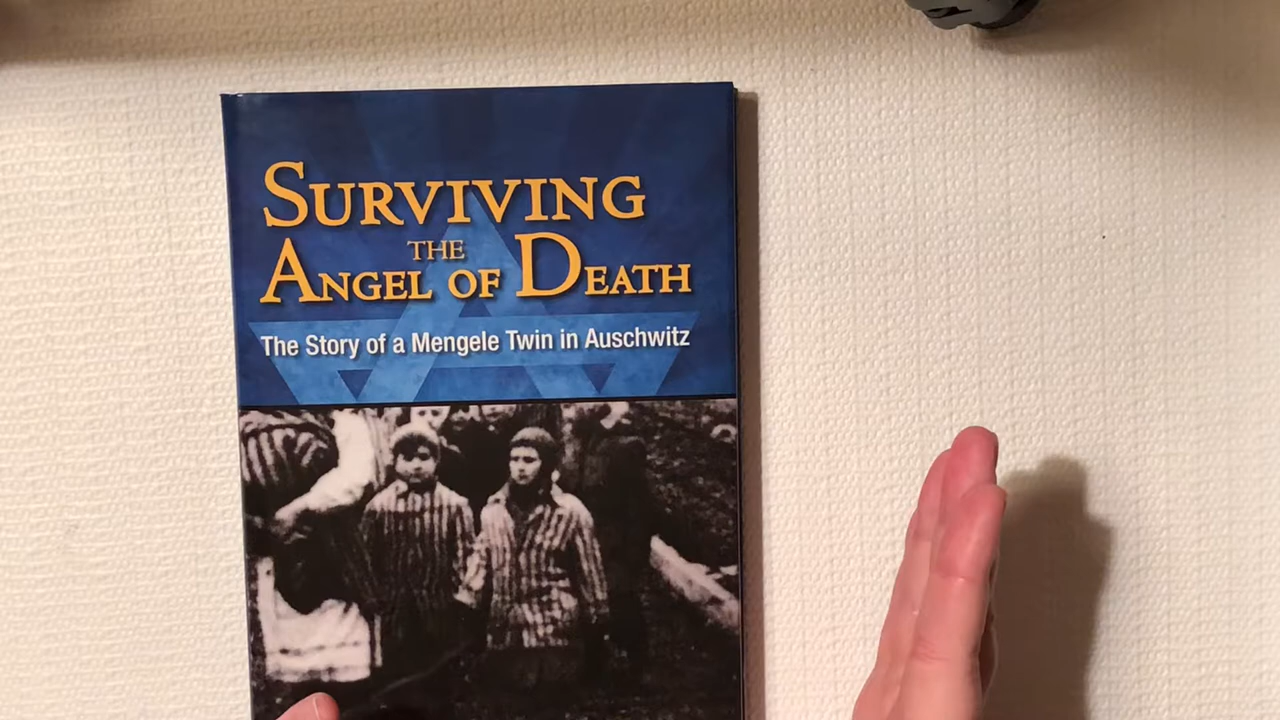 SURVIVING
THE
ANGEL OF DEATH
The Story of a Mengele Twin in Auschwitz